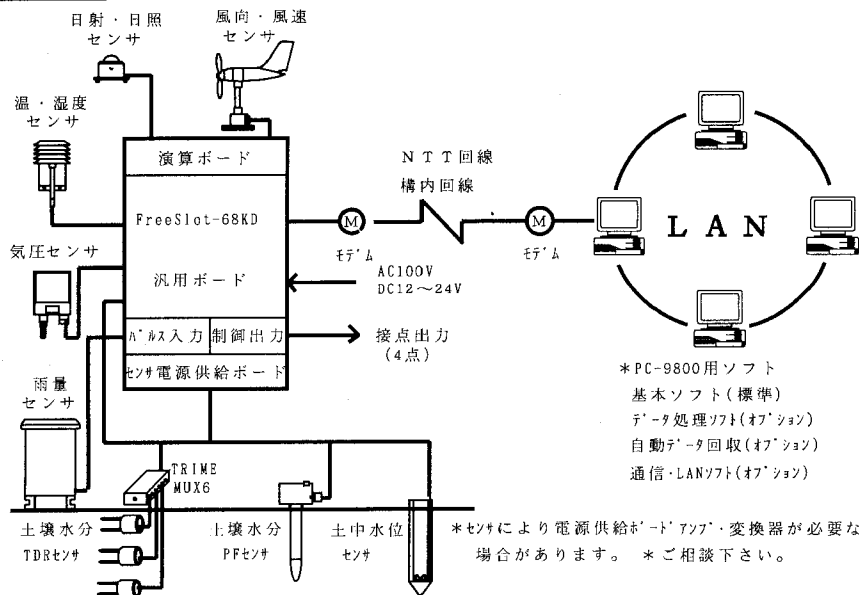 日射・日照
センサ
風向・風速
センサ
温・湿度
センサ
演算ボード
FreeSlot-68KD
汎用ボード
パルス入力
制御出力
センサ電源供給ボード
気圧センサ
雨量
センサ
NTT回線
構内回線
M
モデム
M
モデム
AC100V
DC12~24V
接点出力
(4点)
LAN
*PC-9800用ソフト
基本ソフト(標準)
データ処理ソフト(オプション)
自動データ回収(オプション)
通信・LANソフト(オプション)
TRIME
MUX6
土壌水分
TDRセンサ
土壌水分
PFセンサ
土中水位
センサ
*センサにより電源供給ボードアンプ・変換器が必要な
場合があります。 *ご相談下さい。